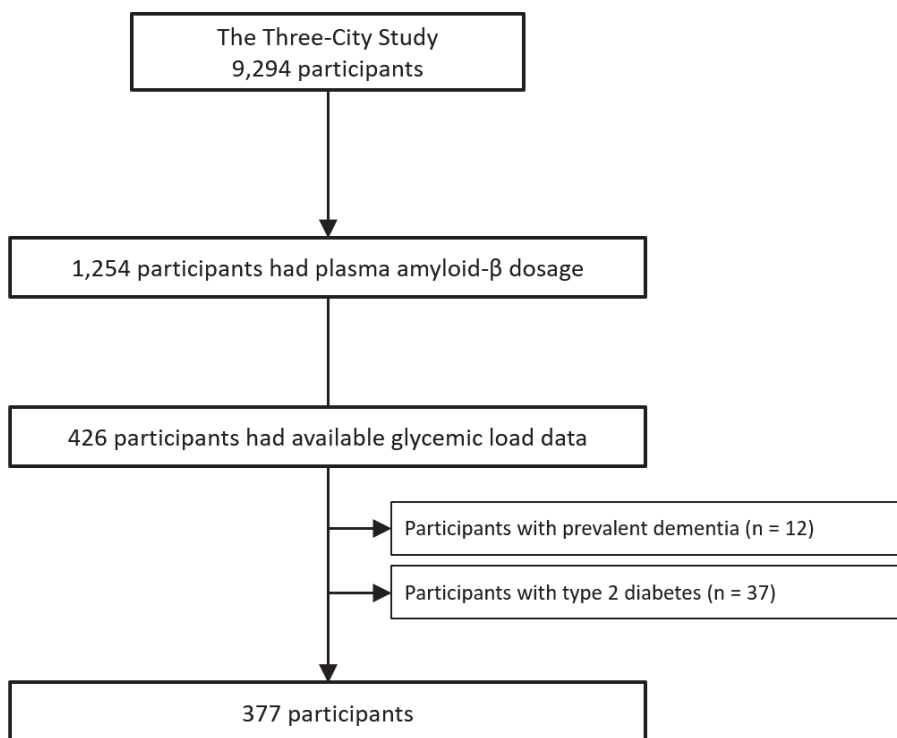 The Three-City Study
9,294 participants
1,254 participants had plasma amyloid-β dosage
426 participants had available glycemic load data
Participants with prevalent dementia (n = 12)
Participants with type 2 diabetes (n = 37)
377 participants